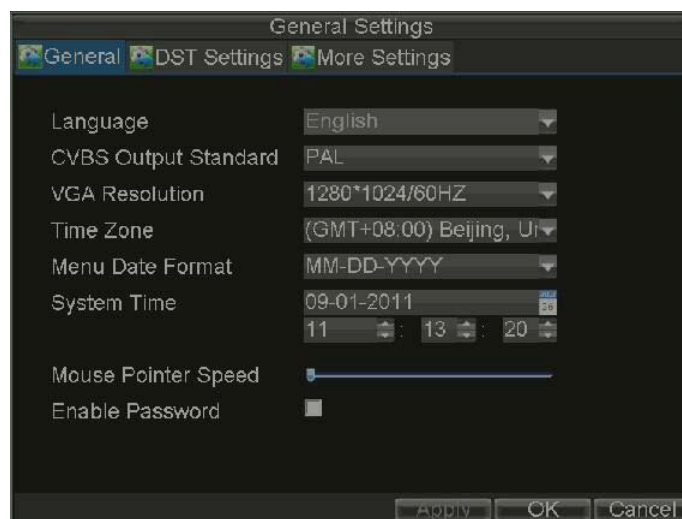 General Settings
General DST Settings More Settings
Language English
CVBS Output Standard PAL
VGA Resolution 1280*1024/60HZ
Time Zone (GMT+08:00) Beijing,
Menu Date Format MM-DD-YYYY
System Time 09-01-2011
11 : 13 : 20
Mouse Pointer Speed
Enable Password
Apply OK Cancel